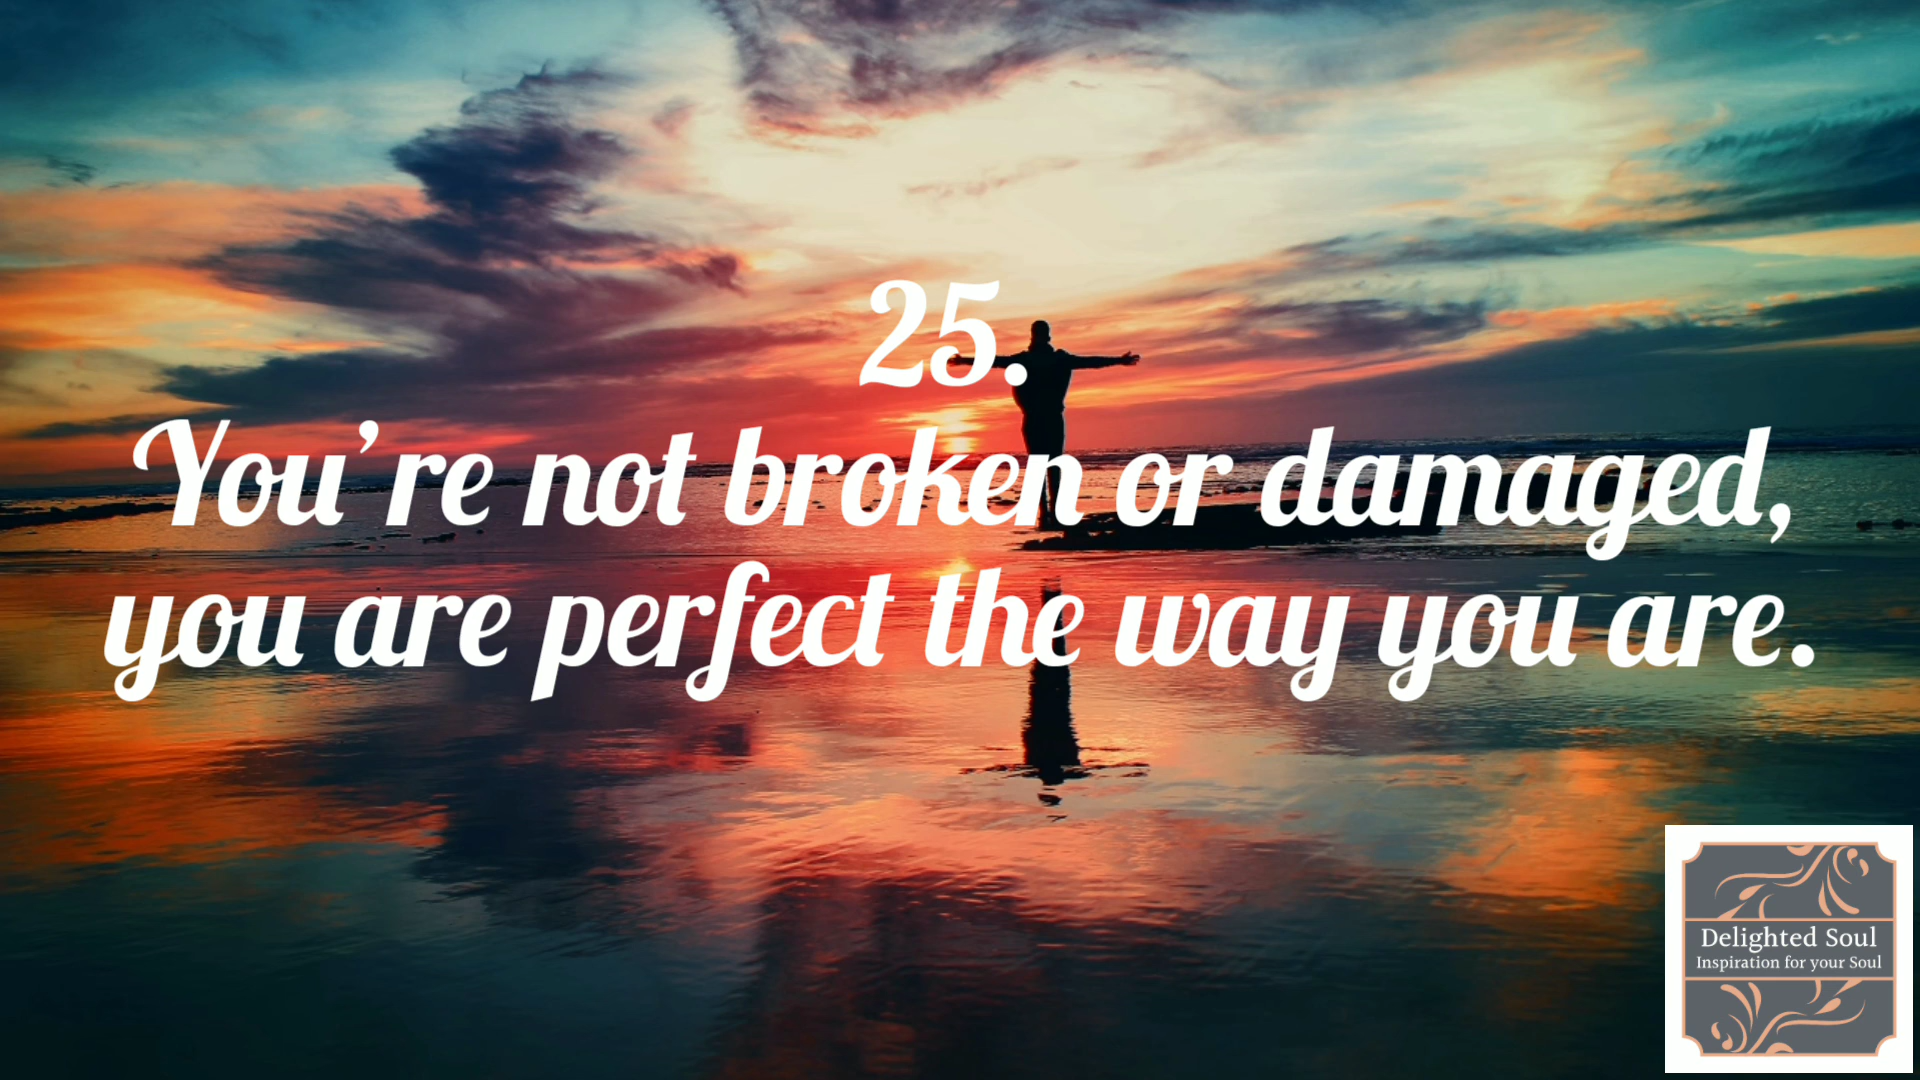 25.
You're not broken or damaged,
you are perfect the way you are.
Delighted Soul
Inspiration for your Soul